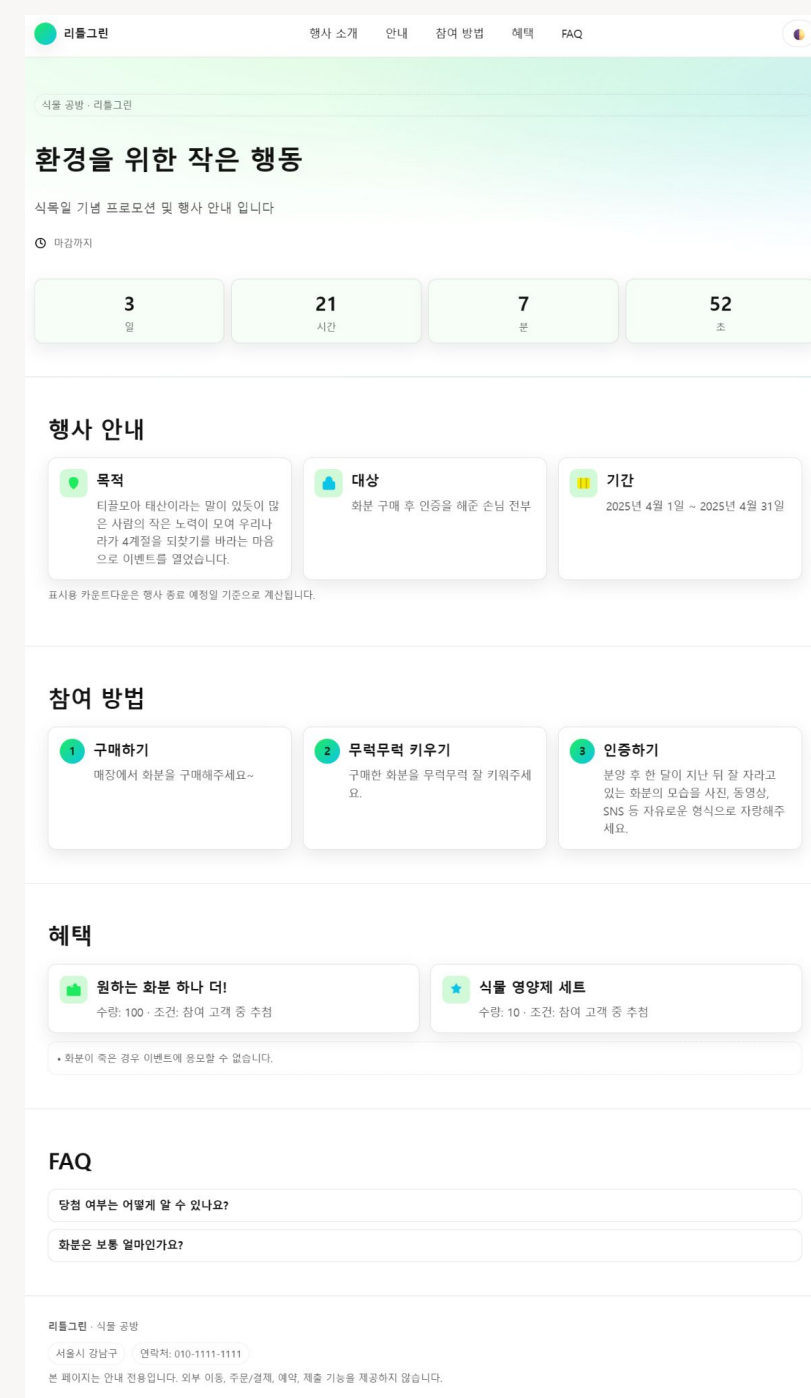 리틀그린 행사 소개 안내 참여 방법 혜택 FAQ
식물 공방 · 리틀그린
환경을 위한 작은 행동
식목일 기념 프로모션 및 행사 안내 입니다
마감까지
3 21 7 52
일 시간 분 초
행사 안내
목적
티끌모아 태산이라는 말이 있듯이 많
은 사람의 작은 노력이 모여 우리나
라가 4계절을 되찾기를 바라는 마음
으로 이벤트를 열었습니다.
대상
화분 구매 후 인증을 해준 손님 전부
기간
2025년 4월 1일 ~ 2025년 4월 31일
표시용 카운트다운은 행사 종료 예정일 기준으로 계산됩니다.
참여 방법
1 구매하기
매장에서 화분을 구매해주세요~
2 무럭무럭 키우기
구매한 화분을 무럭무럭 잘 키워주세
요.
3 인증하기
분양 후 한 달이 지난 뒤 잘 자라고
있는 화분의 모습을 사진, 동영상,
SNS 등 자유로운 형식으로 자랑해주
세요.
혜택
원하는 화분 하나 더!
수량: 100 · 조건: 참여 고객 중 추첨
식물 영양제 세트
수량: 10 · 조건: 참여 고객 중 추첨
• 화분이 죽은 경우 이벤트에 응모할 수 없습니다.
FAQ
당첨 여부는 어떻게 알 수 있나요?
화분은 보통 얼마인가요?
리틀그린 · 식물 공방
서울시 강남구 연락처: 010-1111-1111
본 페이지는 안내 전용입니다. 외부 이동, 주문/결제, 예약, 제출 기능을 제공하지 않습니다.